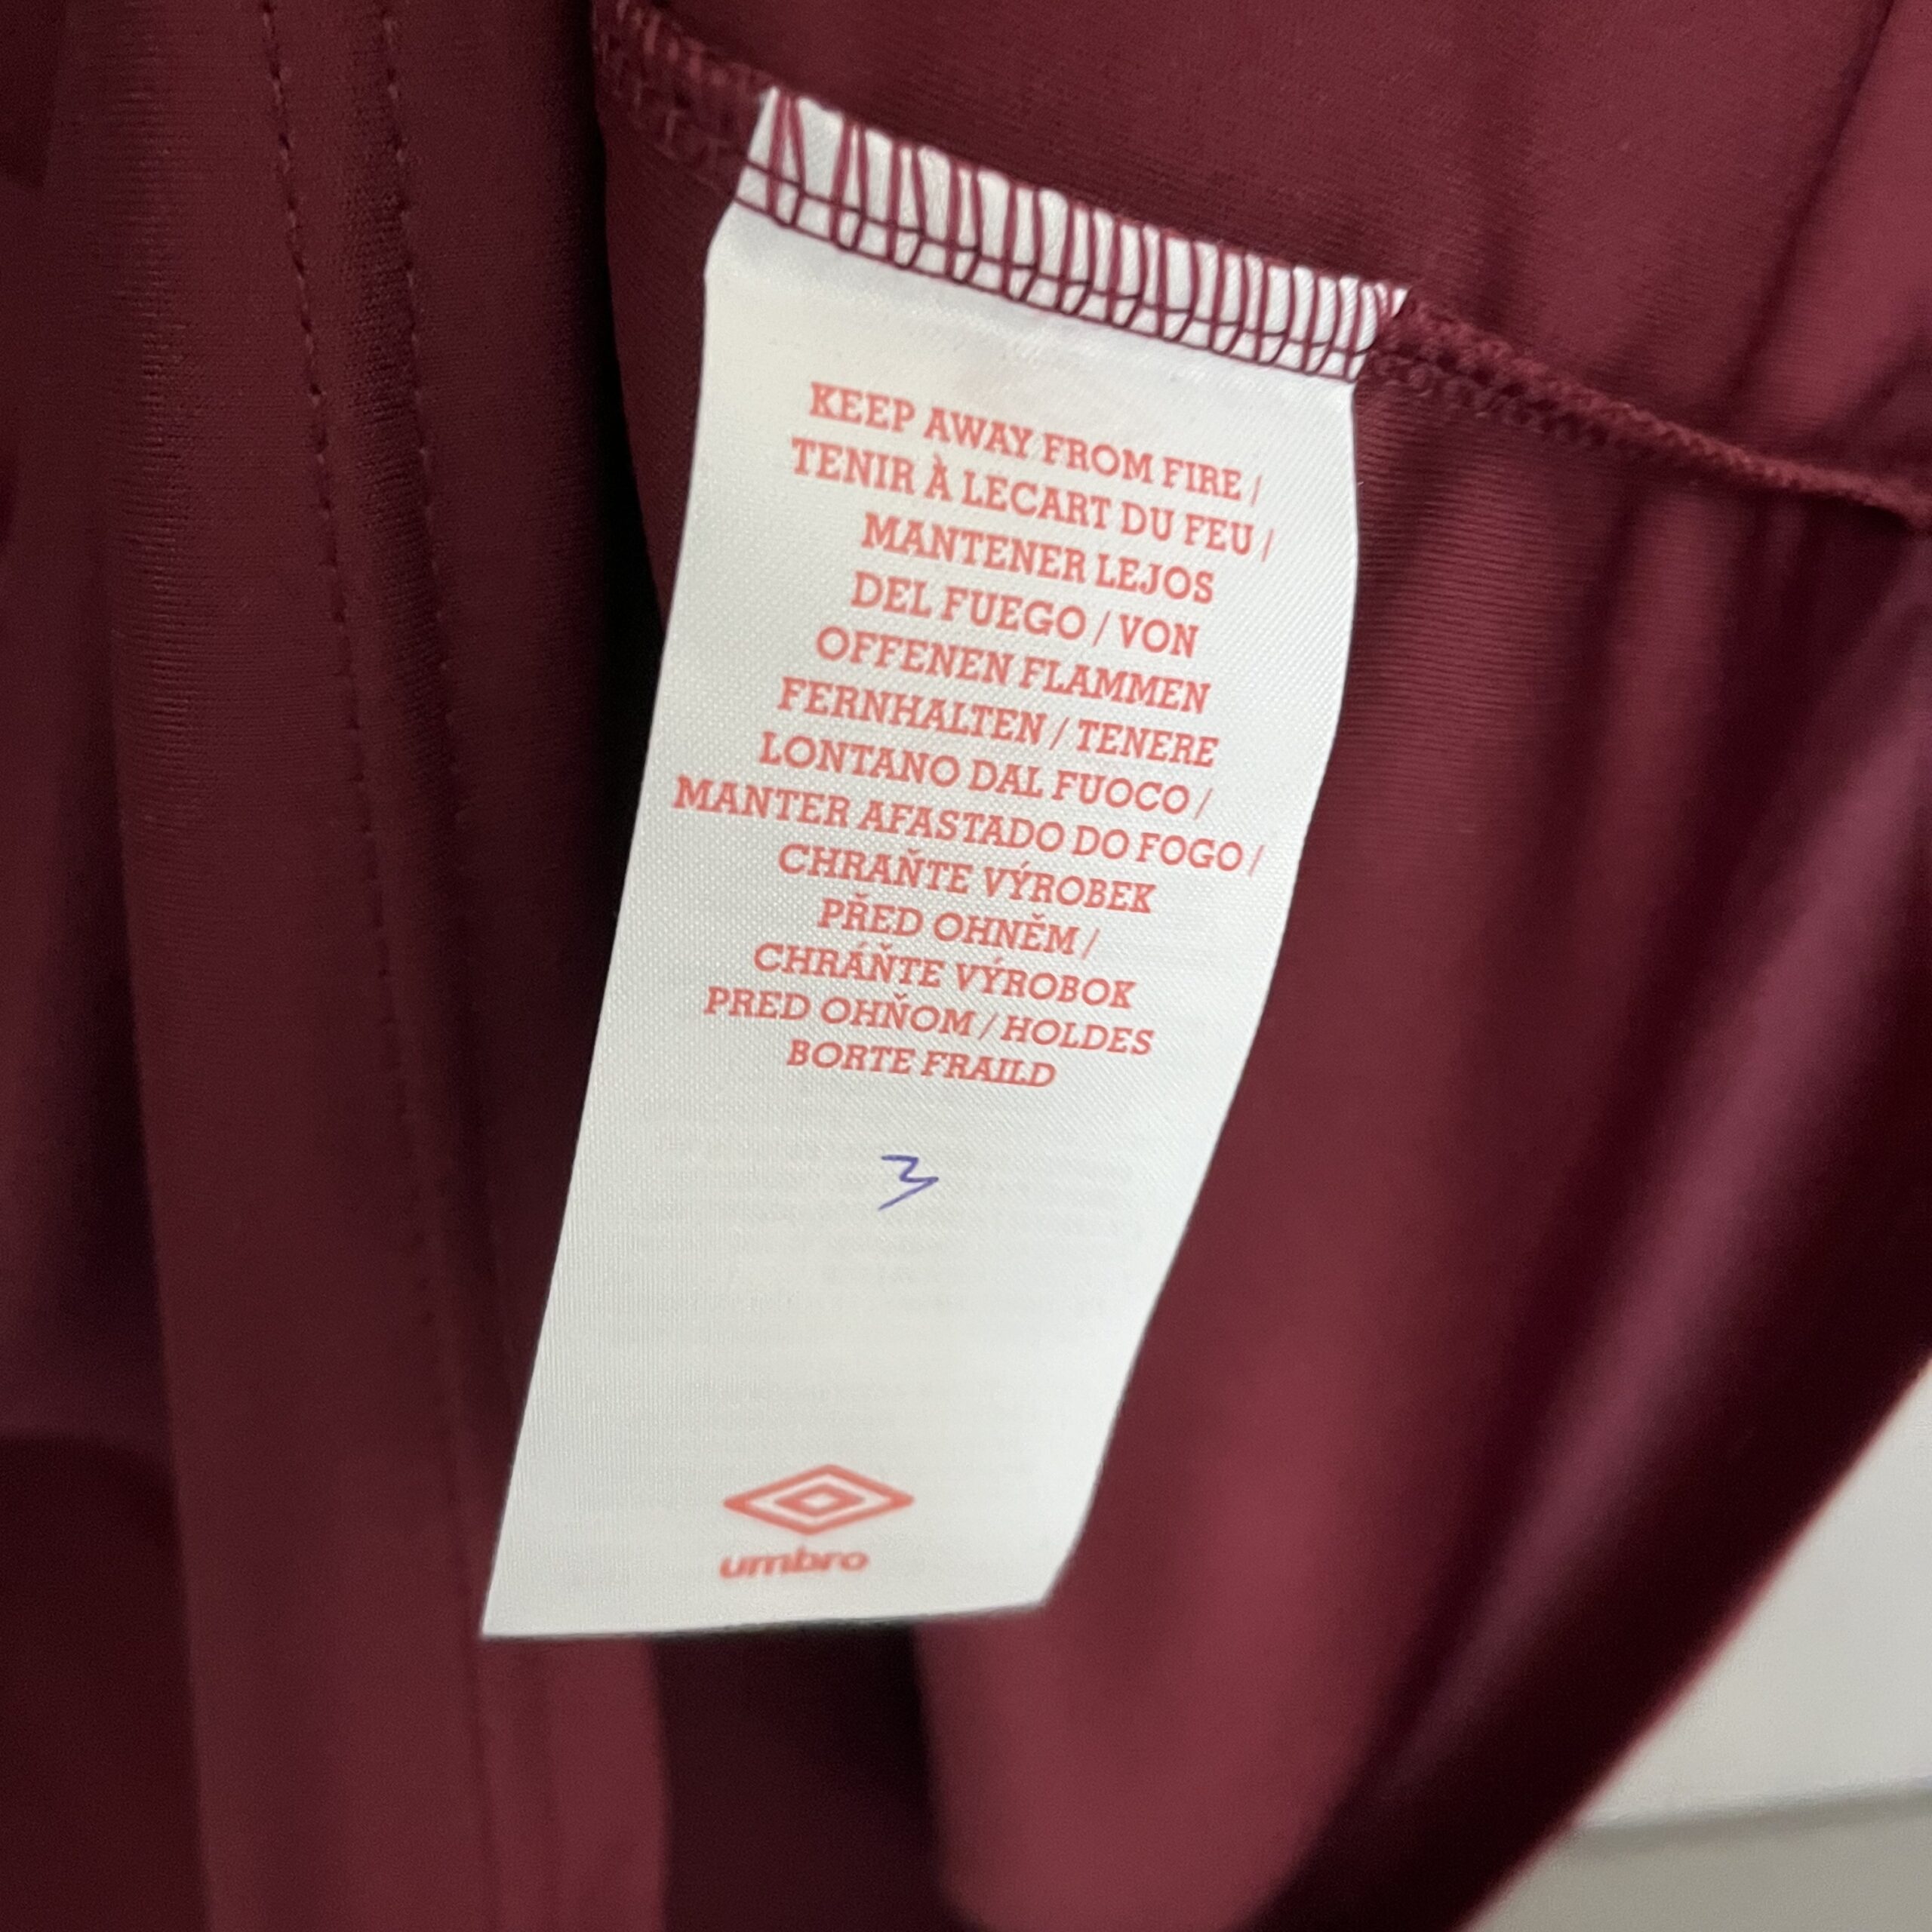 KEEP AWAY FROM FIRE /
TENIR À LECART DU FEU /
MANTENER LEJOS
DEL FUEGO / VON
OFFENEN FLAMMEN
FERNHALTEN / TENERE
LONTANO DAL FUOCO /
MANTER AFASTADO DO FOGO /
CHRAŇTE VÝROBEK
PŘED OHNĚM /
CHRÁŇTE VÝROBOK
PRED OHŇOM / HOLDES
BORTE FRAILD
3
umbro